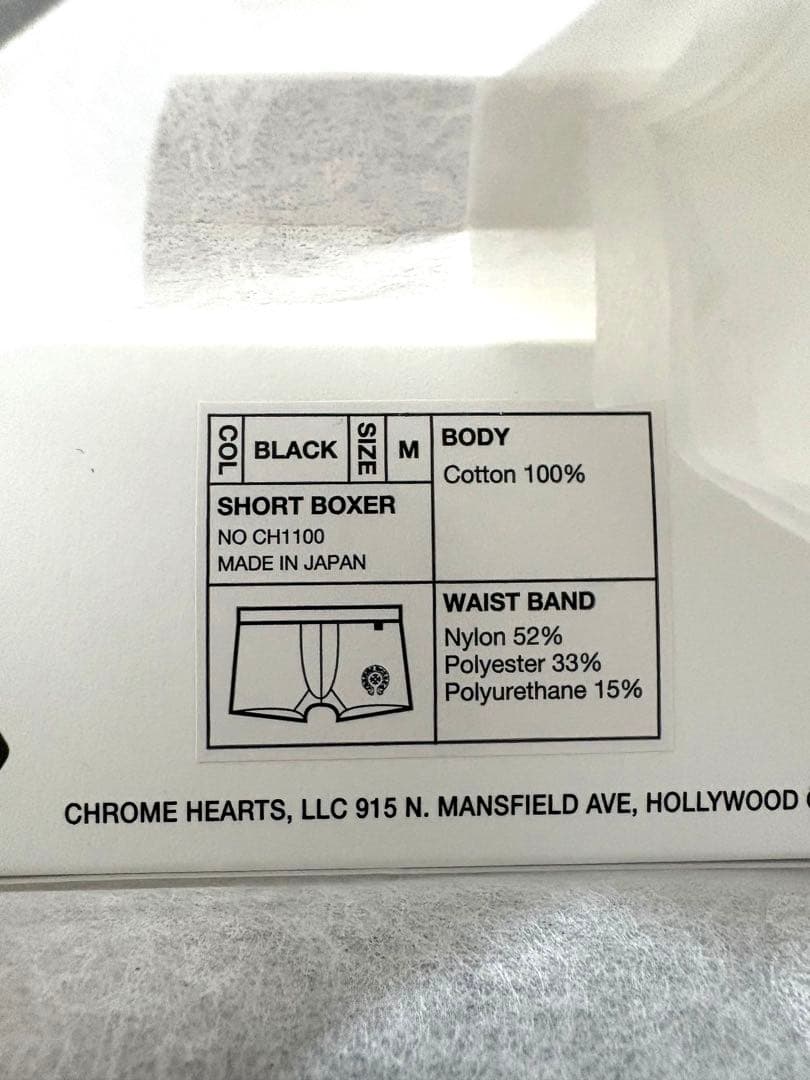 COL BLACK SIZE M
SHORT BOXER
NO CH1100
MADE IN JAPAN
BODY
Cotton 100%
WAIST BAND
Nylon 52%
Polyester 33%
Polyurethane 15%
CHROME HEARTS, LLC 915 N. MANSFIELD AVE, HOLLYWOOD